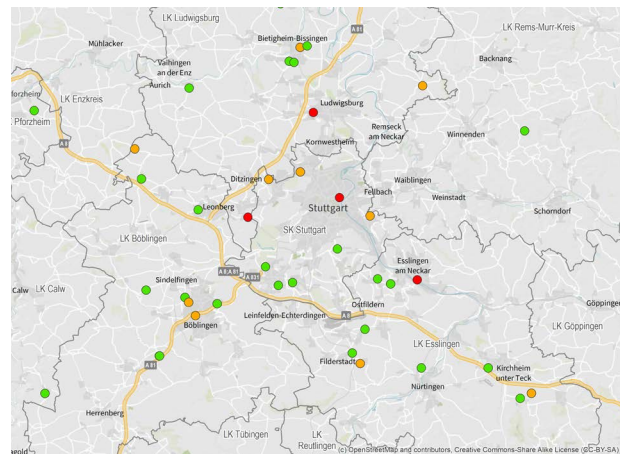 LK Ludwigsburg
A 81
LK Rems-Murr-Kreis
Mühlacker
Bietigheim-Bissingen
Backnang
Vaihingen
an der Enz
Aurich
LK Enzkreis
Pforzheim
Ludwigsburg
Remseck
am Neckar
Winnenden
A 8
Kornwestheim
Ditzingen
Fellbach
Waiblingen
Weinstadt
Leonberg
Stuttgart
Schorndorf
LK Böblingen
SK Stuttgart
Esslingen
am Neckar
A 8; A 81
A 831
Sindelfingen
Calw
LK Calw
Göppingen
Ostfildern
Leinfelden-Echterdingen
A 8
Böblingen
LK Göppingen
LK Esslingen
A 81
Filderstadt
Kirchheim
unter Teck
Nürtingen
Herrenberg
LK Tübingen
LK
Reutlingen
agold
(c) OpenStreetMap and contributors, Creative Commons-Share Alike License (CC-BY-SA)